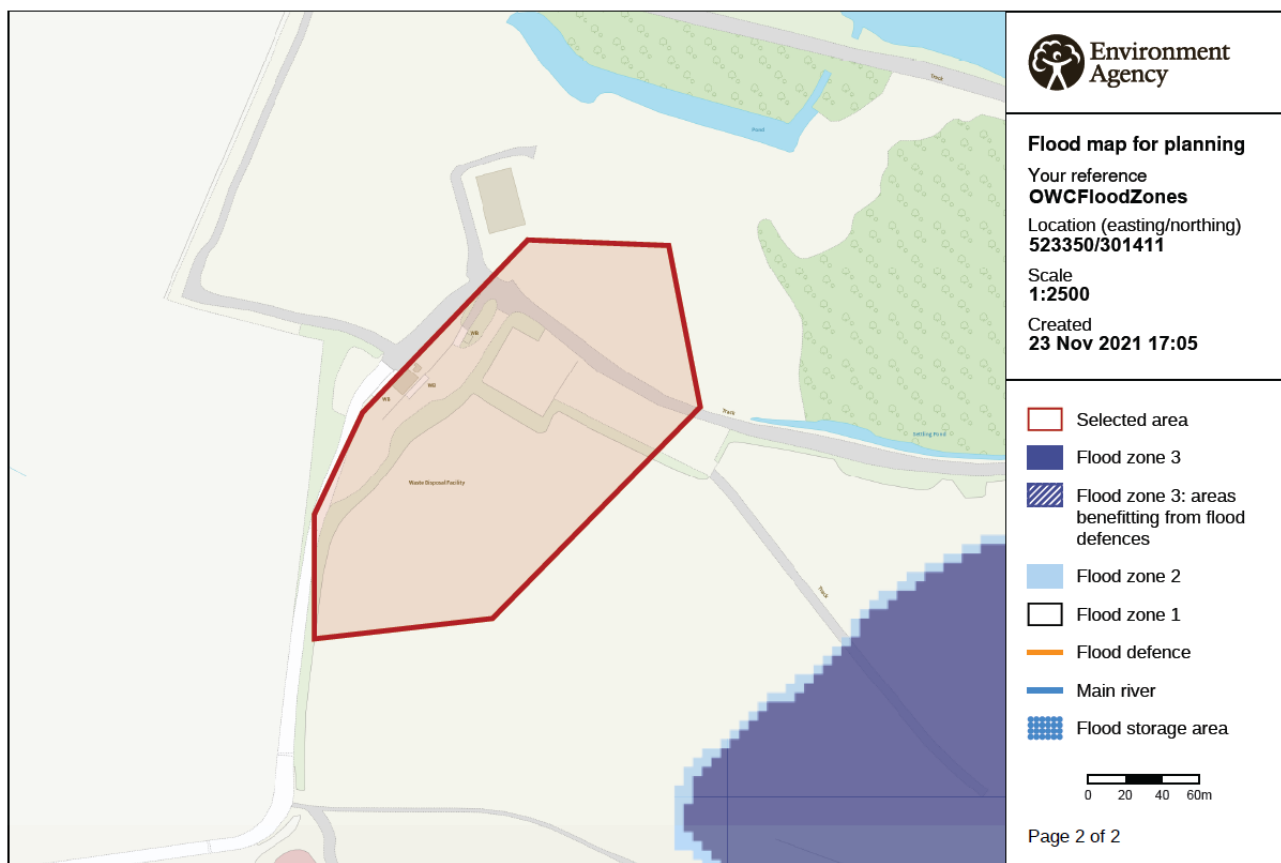 Track
Pond
Wks
WB
WB
Track
Settling Pond
Waste Disposal Facility
Track
Environment
Agency
Flood map for planning
Your reference
OWCFloodZones
Location (easting/northing)
523350/301411
Scale
1:2500
Created
23 Nov 2021 17:05
Selected area
Flood zone 3
Flood zone 3: areas
benefitting from flood
defences
Flood zone 2
Flood zone 1
Flood defence
Main river
Flood storage area
0 20 40 60m
Page 2 of 2